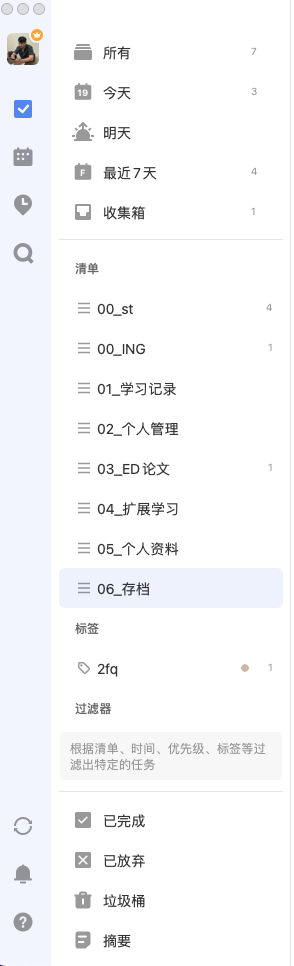 所有 7
19 今天 3
明天
F 最近7天 4
收集箱 1
清单
00_st 4
00_ING 1
01_学习记录
02_个人管理
03_ED论文 1
04_扩展学习
05_个人资料
06_存档
标签
2fq 1
过滤器
根据清单、时间、优先级、标签等过
滤出特定的任务
已完成
已放弃
垃圾桶
摘要